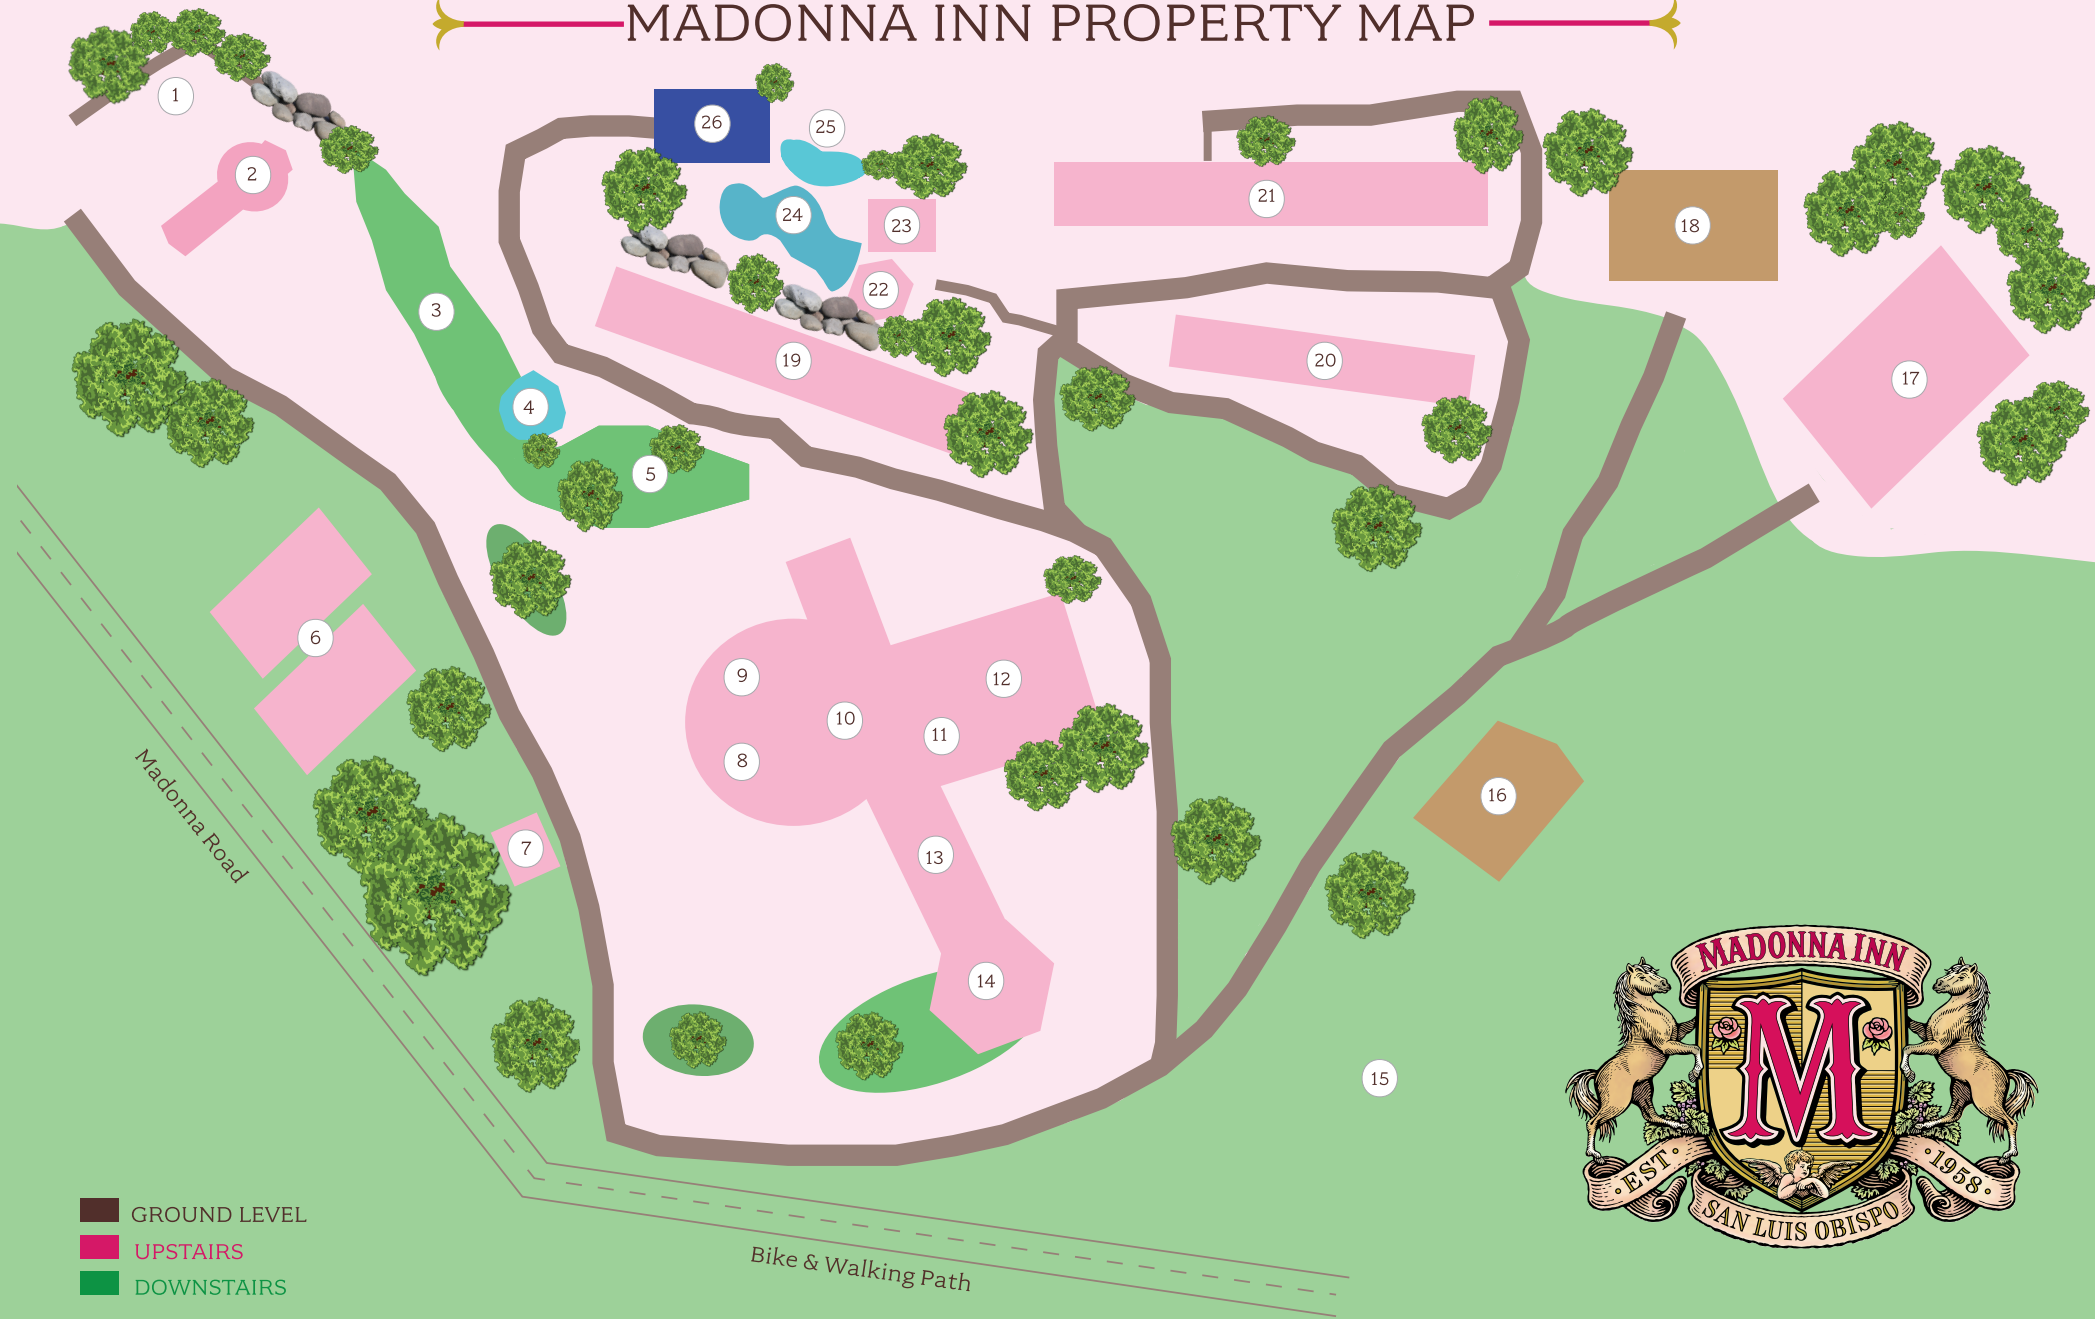 MADONNA INN PROPERTY MAP
1
2
3
4
5
6
7
8
9
10
11
12
13
14
15
16
17
18
19
20
21
22
23
24
25
26
Madonna Road
Bike & Walking Path
GROUND LEVEL
UPSTAIRS
DOWNSTAIRS
MADONNA INN
M
·EST·
·1958·
SAN LUIS OBISPO